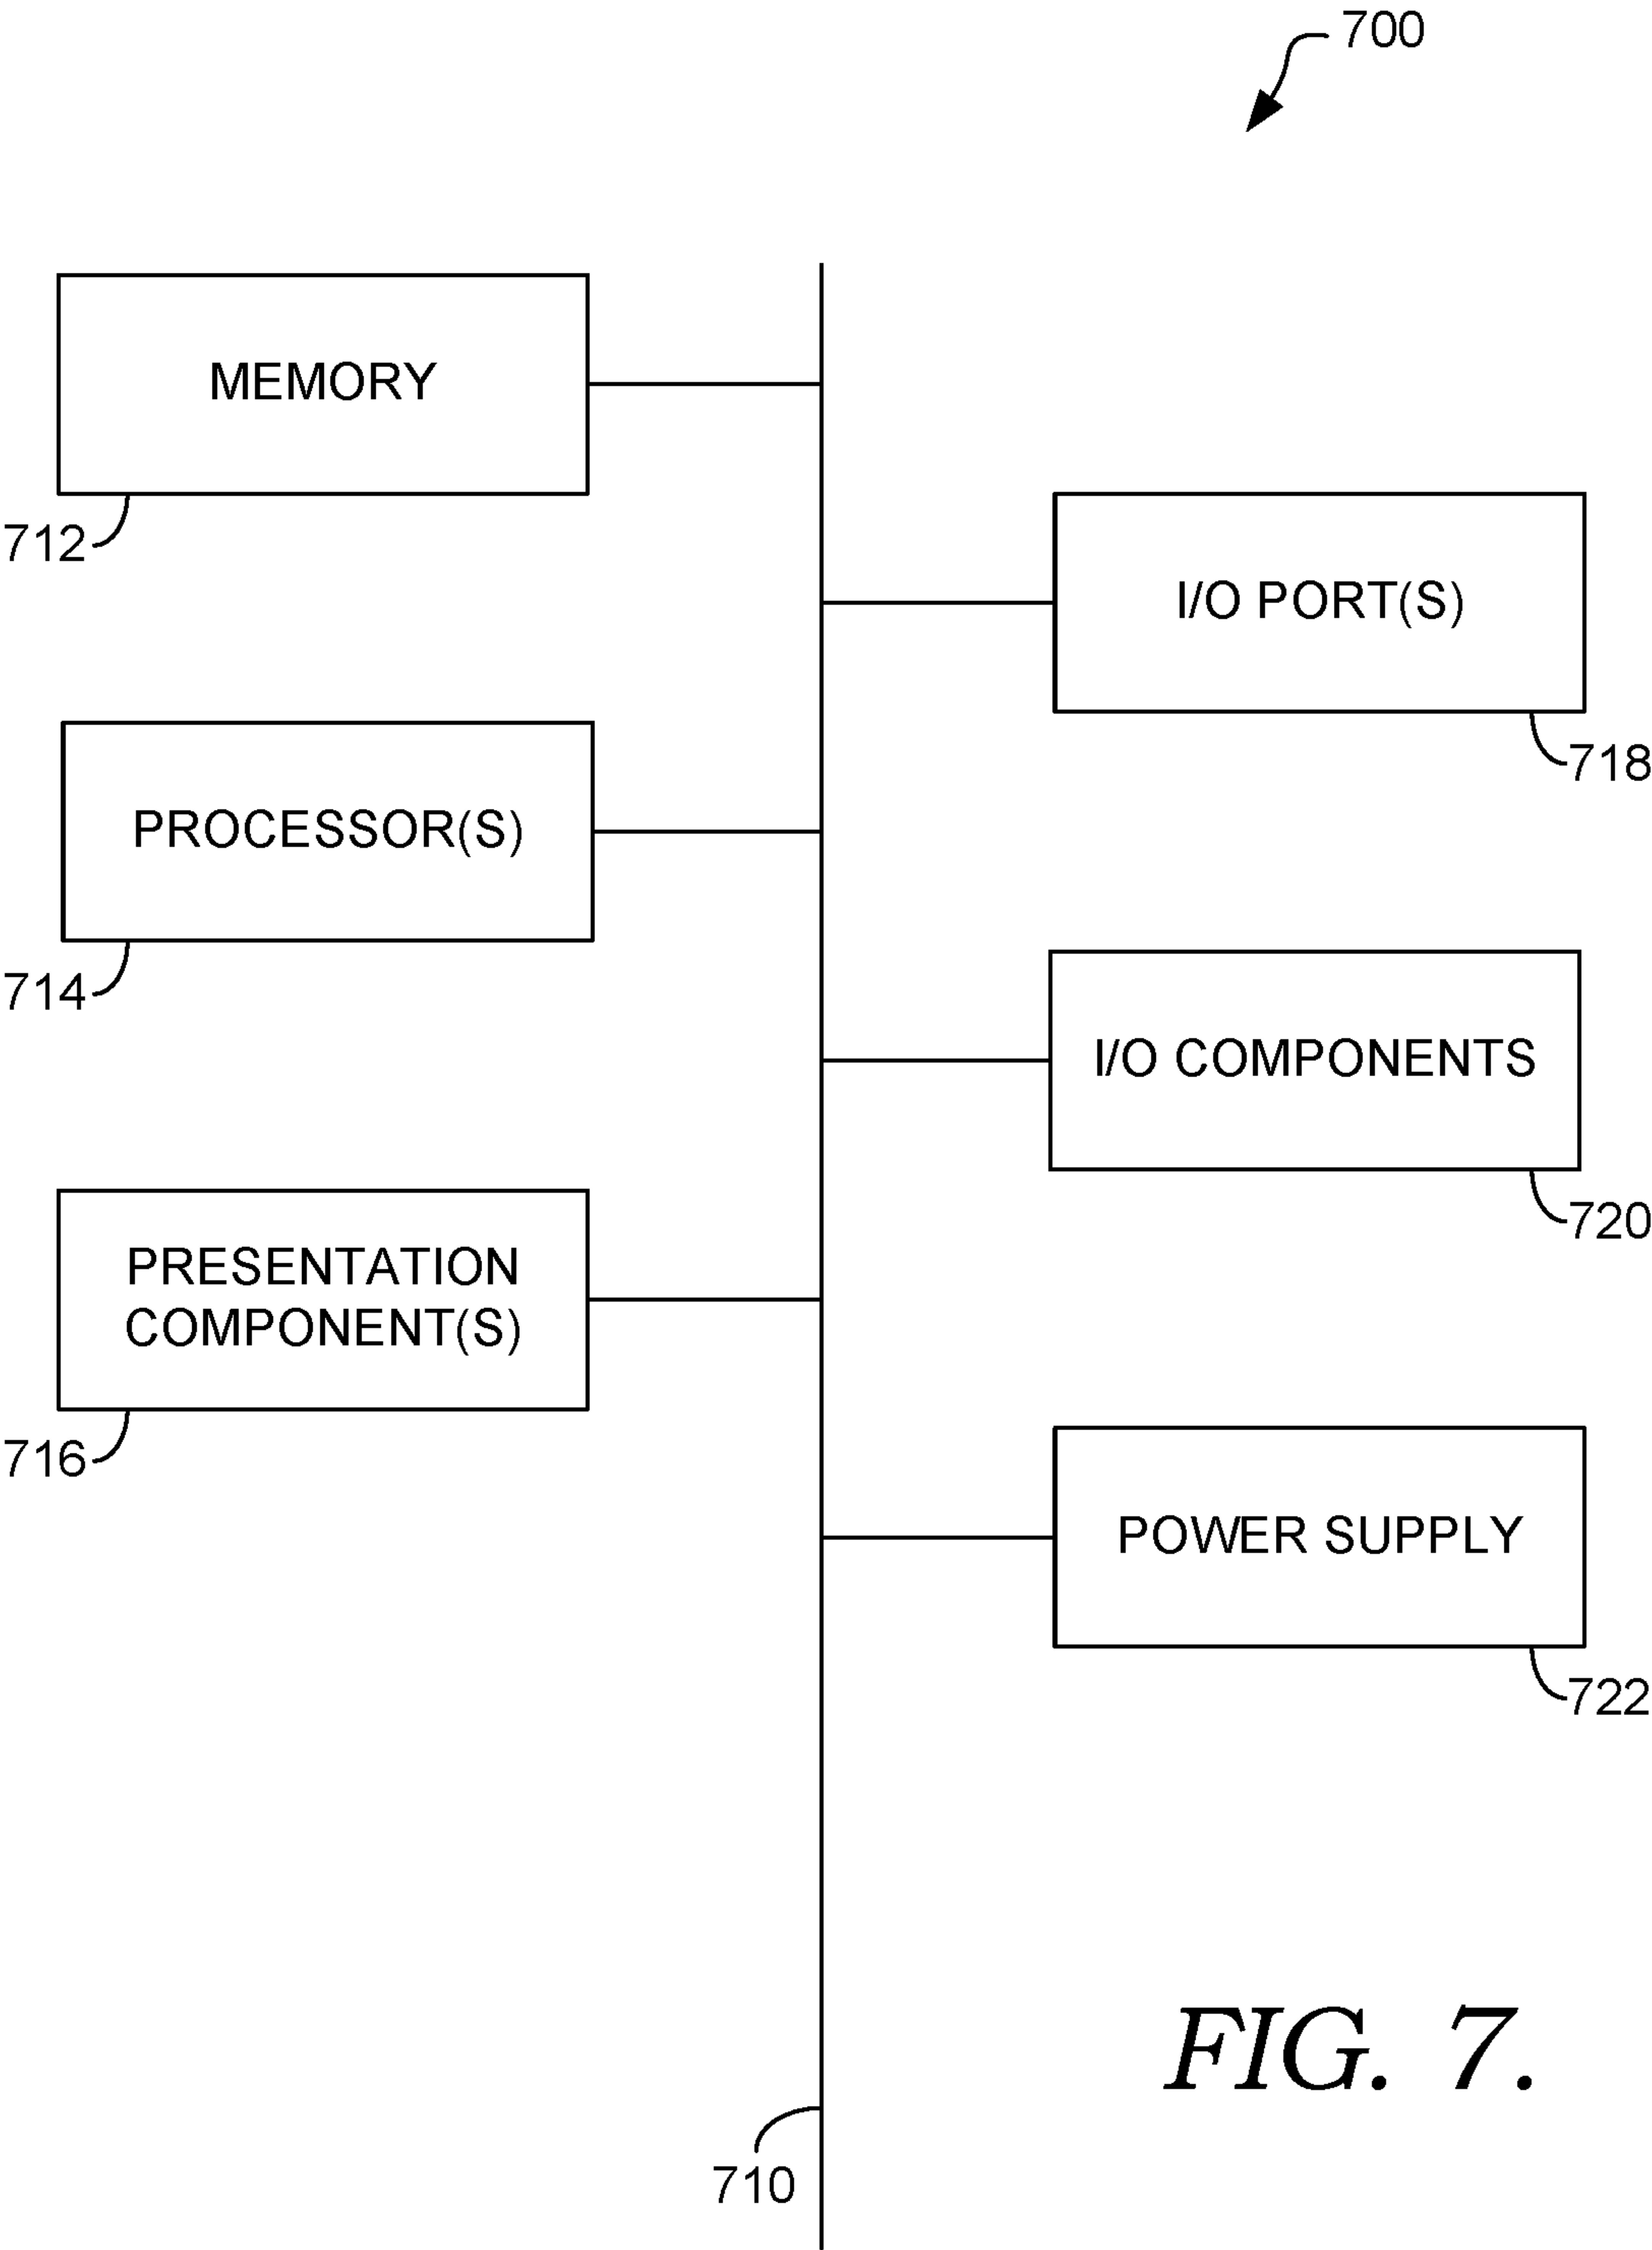 700
MEMORY
712
I/O PORT(S)
718
PROCESSOR(S)
714
I/O COMPONENTS
720
PRESENTATION
COMPONENT(S)
716
POWER SUPPLY
722
FIG. 7.
710